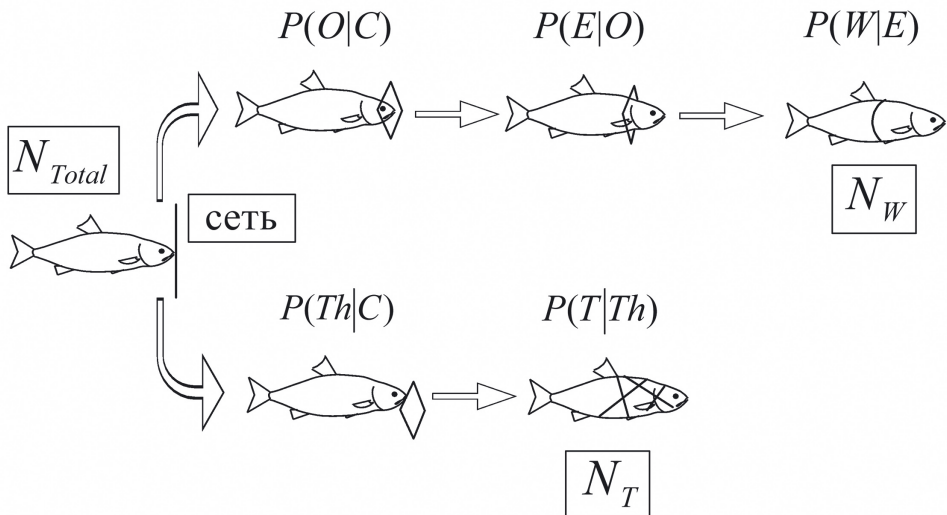 P(O|C) P(E|O) P(W|E)
N_Total
сеть
N_W
P(Th|C) P(T|Th)
N_T